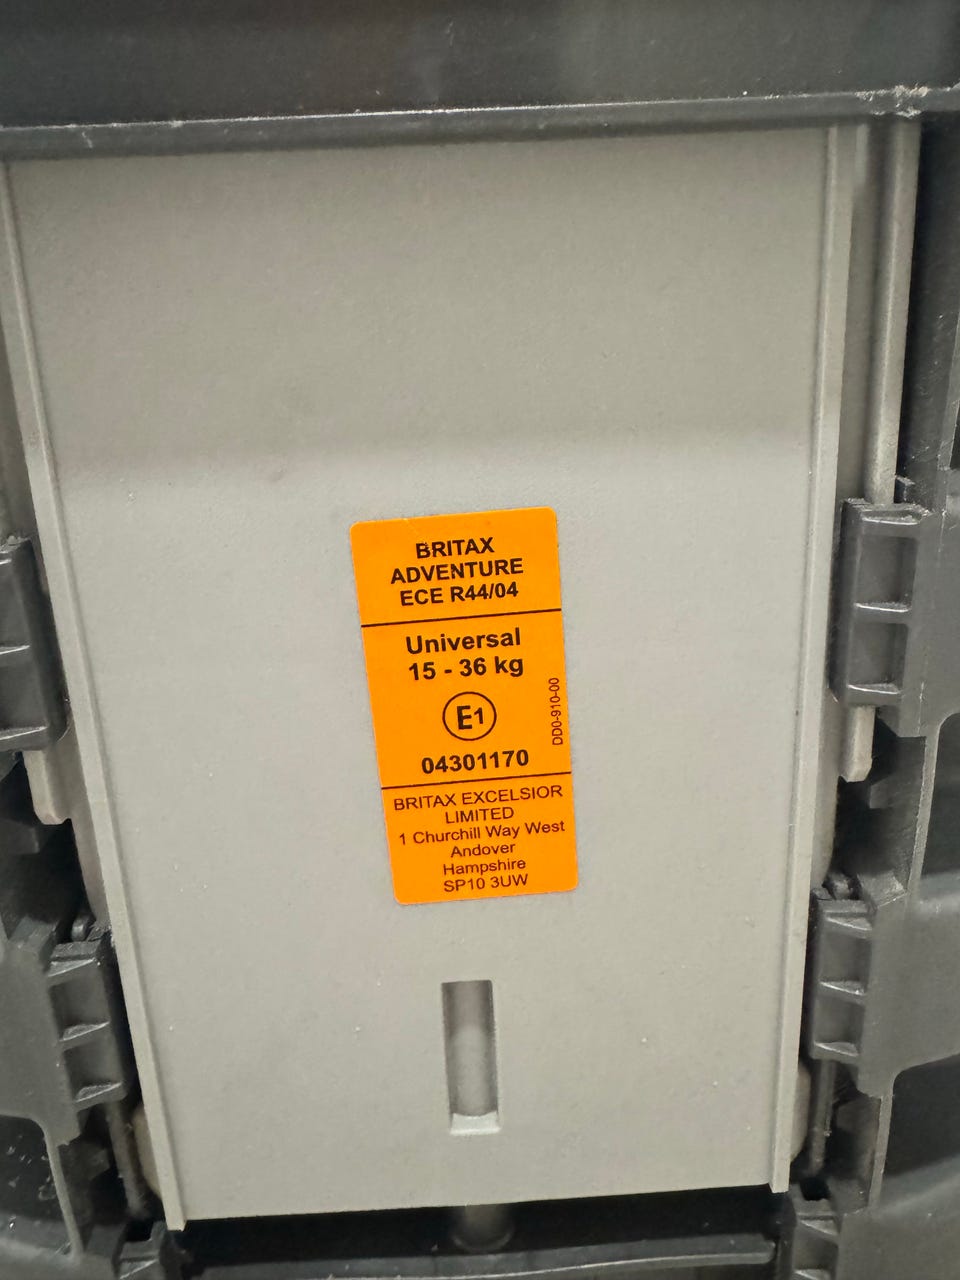 BRITAX
ADVENTURE
ECE R44/04
Universal
15 - 36 kg
E1
DD0-910-00
04301170
BRITAX EXCELSIOR
LIMITED
1 Churchill Way West
Andover
Hampshire
SP10 3UW